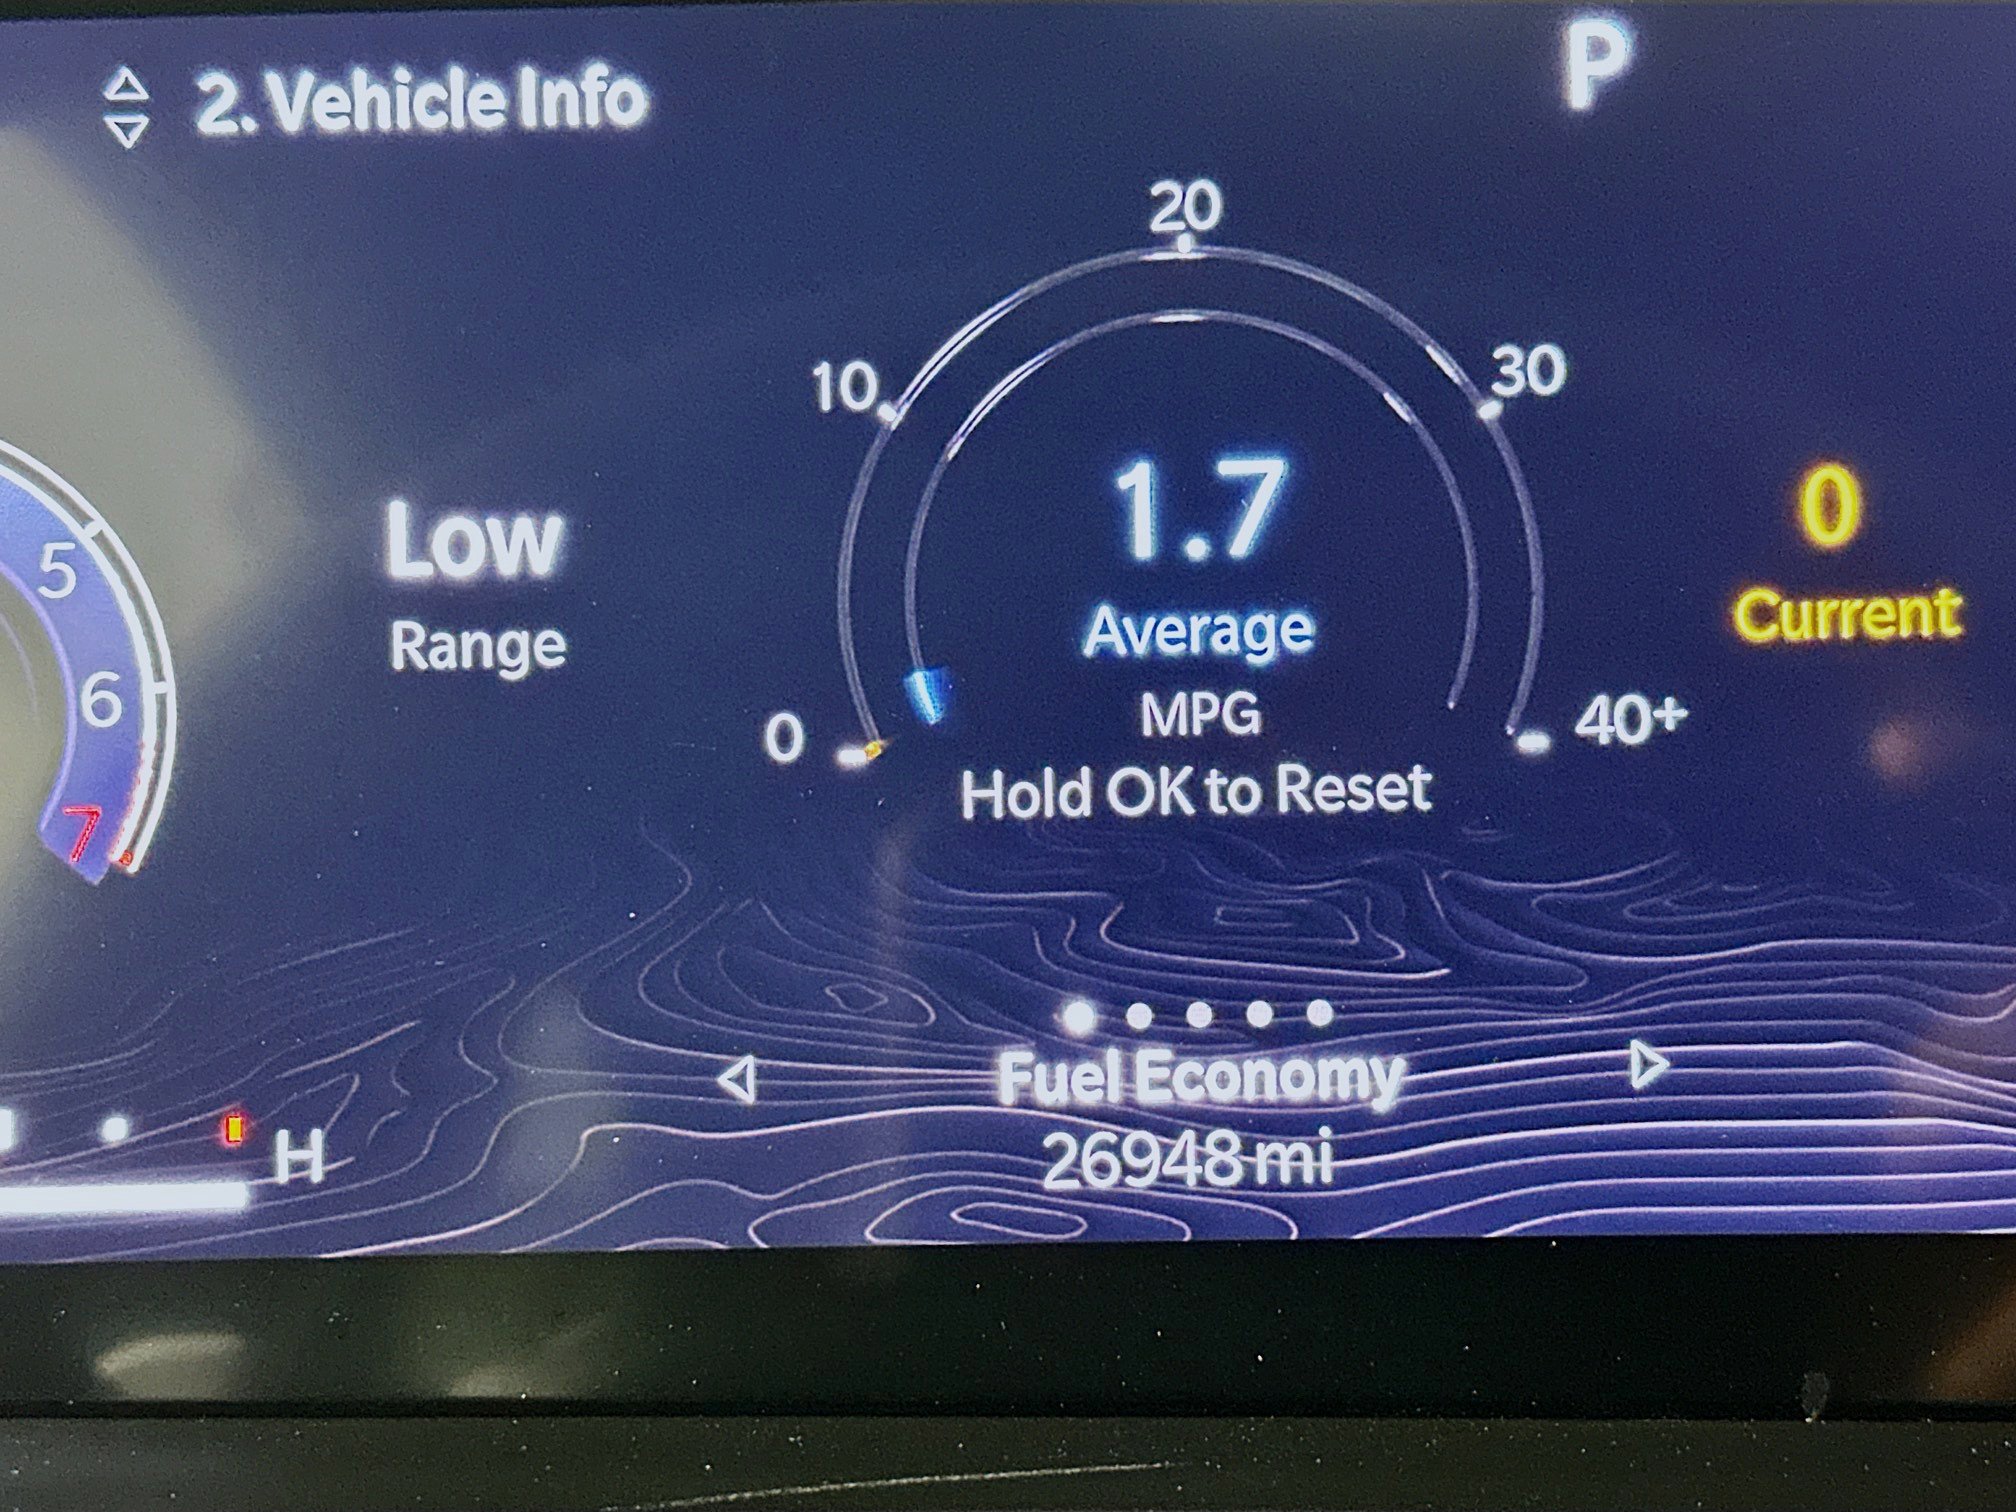 2. Vehicle Info
P
20
10
30
5
6
7
Low
Range
1.7
Average
MPG
Hold OK to Reset
0
40+
0
Current
Fuel Economy
26948 mi
H